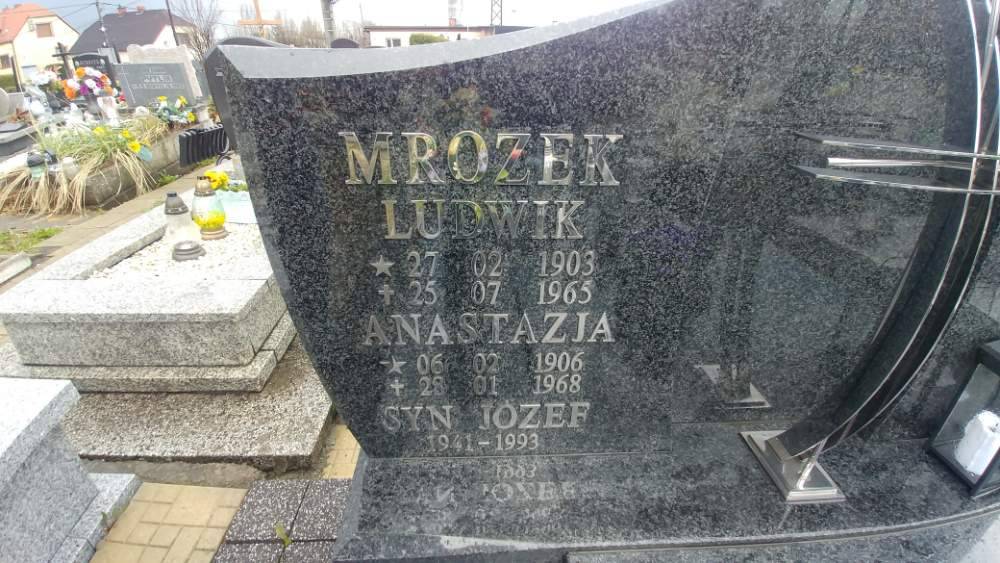 MROZEK
LUDWIK
★ 27 02 1903
✝ 25 07 1965
ANASTAZJA
★ 06 02 1906
✝ 28 01 1968
SYN JÓZEF
1941-1993